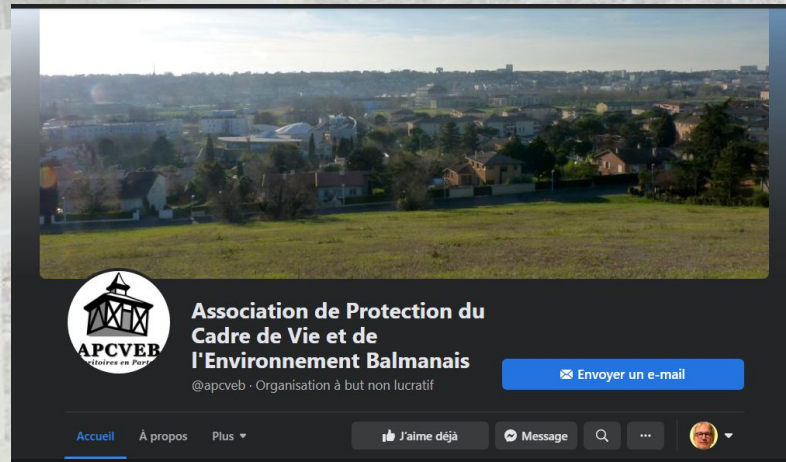 APCVEB
Territoires en Part
Association de Protection du
Cadre de Vie et de
l'Environnement Balmanais
@apcveb · Organisation à but non lucratif
Envoyer un e-mail
Accueil
À propos
Plus
J'aime déjà
Message